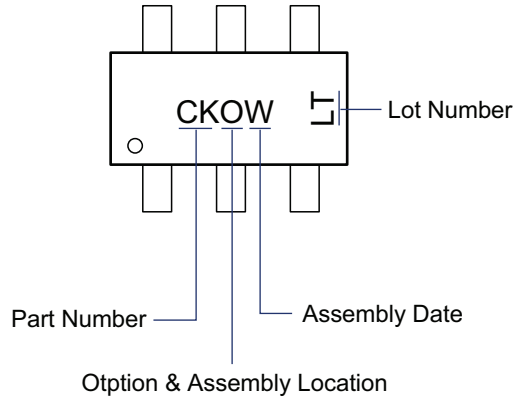 CKOW
LT
Lot Number
Part Number
Assembly Date
Otption & Assembly Location